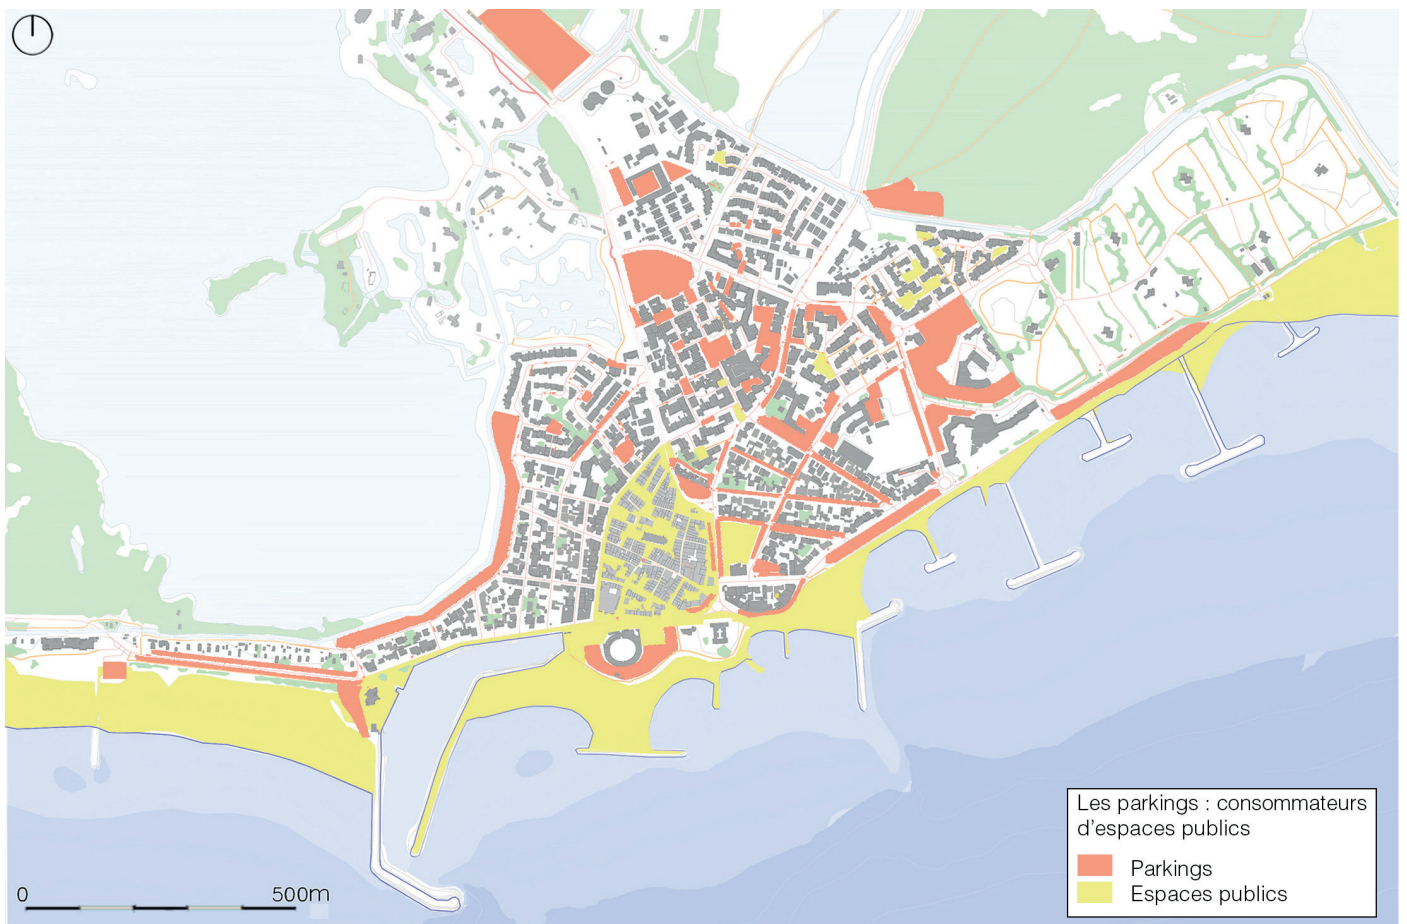 Les parkings : consommateurs
d'espaces publics
Parkings
Espaces publics
0 500m